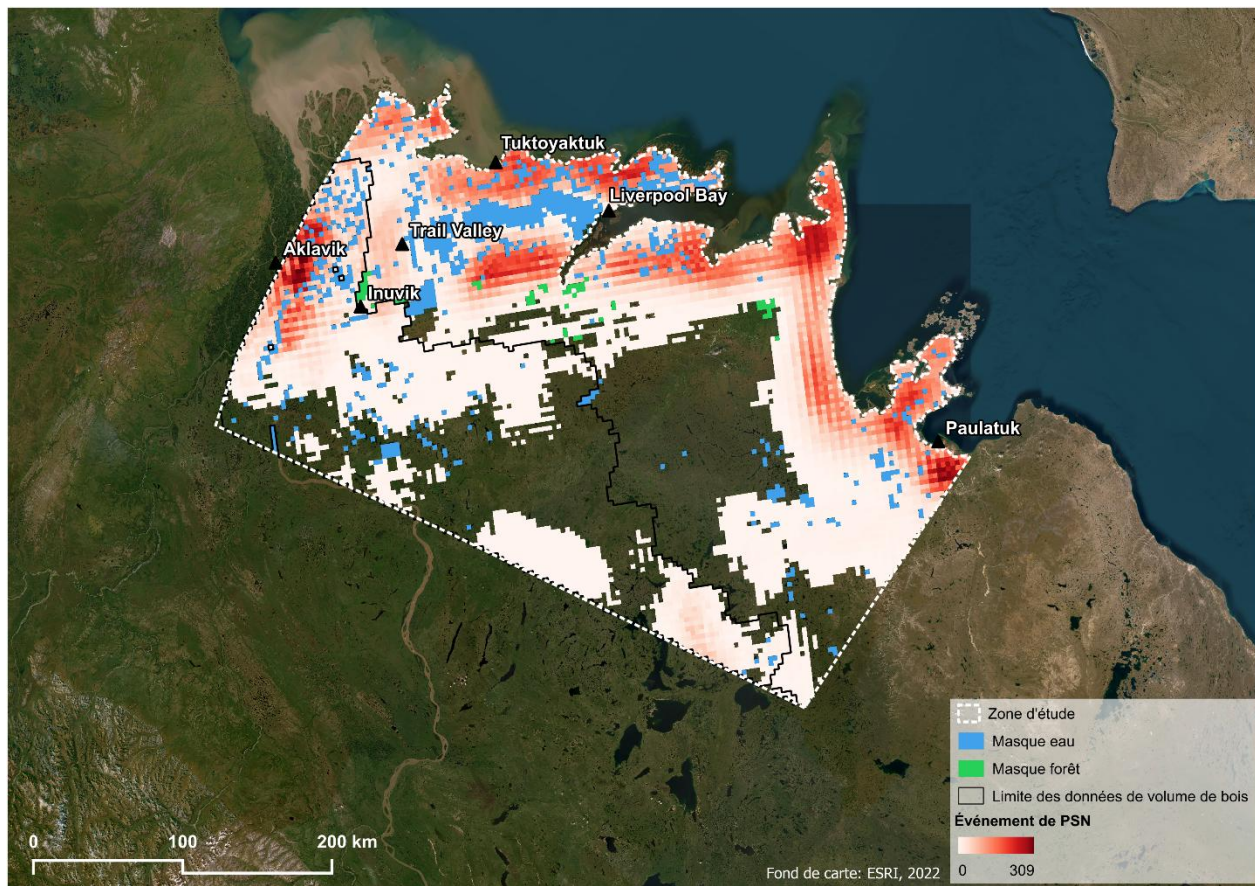 Tuktoyaktuk
Liverpool Bay
Trail Valley
Aklavik
Inuvik
Paulatuk
Zone d'étude
Masque eau
Masque forêt
Limite des données de volume de bois
Événement de PSN
0 309
0 100 200 km
Fond de carte: ESRI, 2022